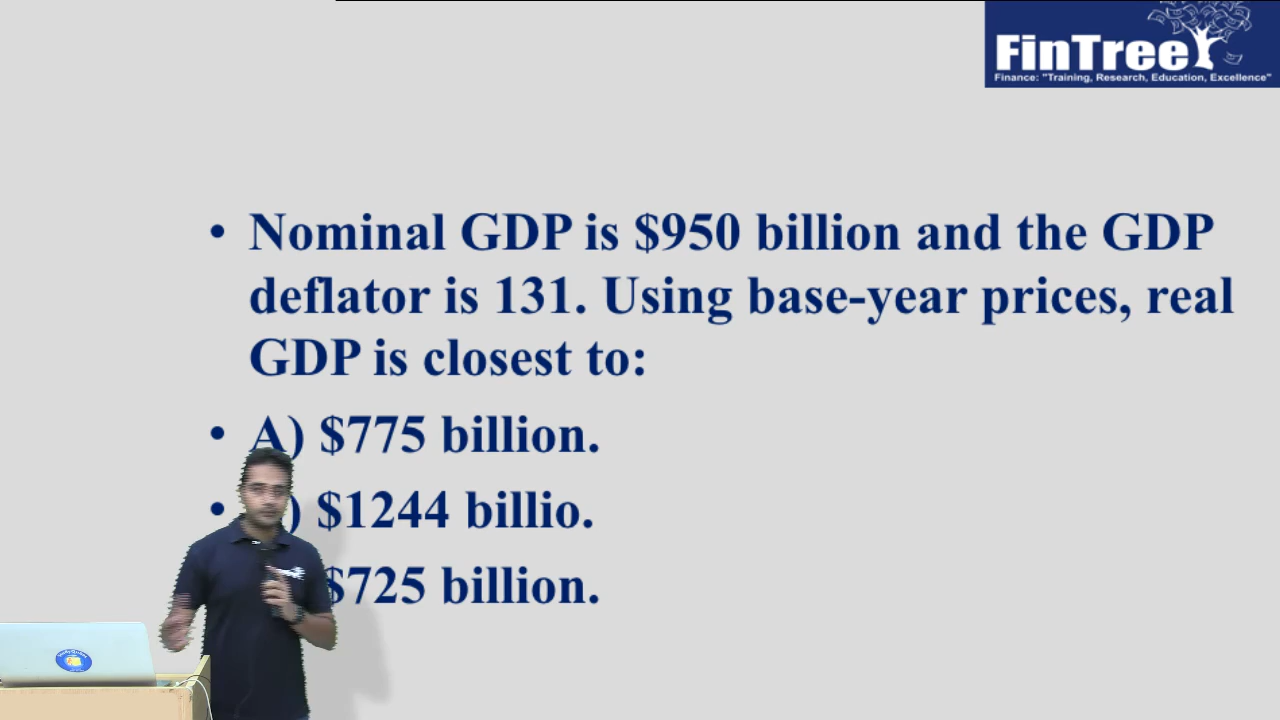 FinTree
Finance: "Training, Research, Education, Excellence"
• Nominal GDP is $950 billion and the GDP
deflator is 131. Using base-year prices, real
GDP is closest to:
• A) $775 billion.
• ) $1244 billio.
$725 billion.